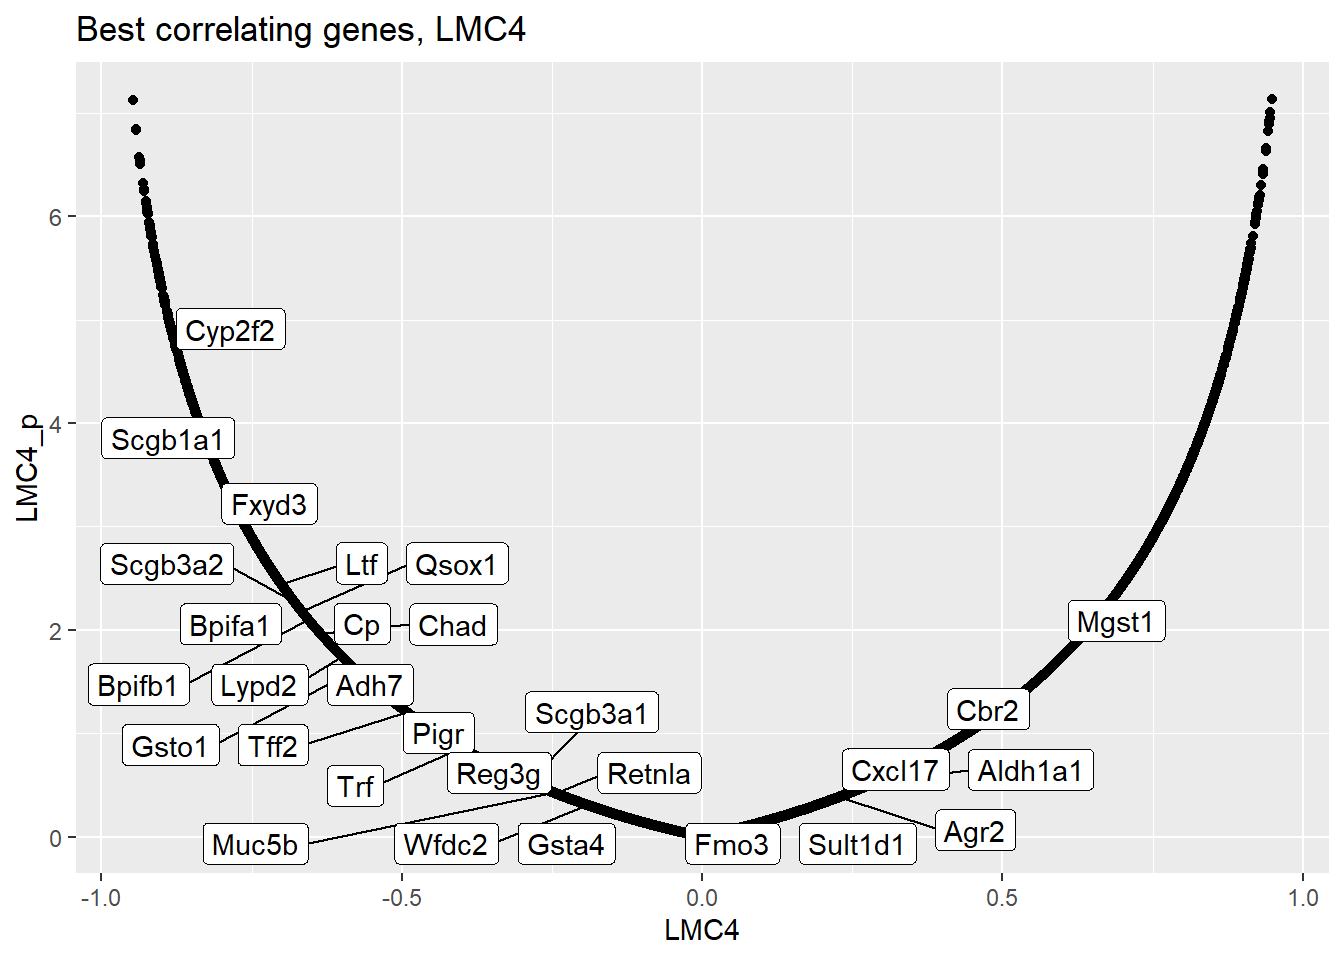 Best correlating genes, LMC4
LMC4_p
6
4
2
0
Cyp2f2
Scgb1a1
Fxyd3
Scgb3a2
Ltf
Qsox1
Bpifa1
Cp
Chad
Mgst1
Bpifb1
Lypd2
Adh7
Scgb3a1
Cbr2
Gsto1
Tff2
Pigr
Trf
Reg3g
Retnla
Cxcl17
Aldh1a1
Muc5b
Wfdc2
Gsta4
Fmo3
Sult1d1
Agr2
-1.0
-0.5
0.0
0.5
1.0
LMC4